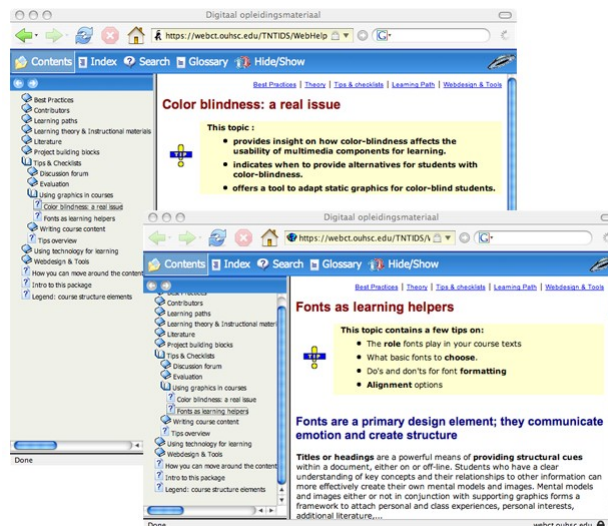 Digitaal opleidingsmateriaal
https://webct.ouhsc.edu/TNTIDS/WebHelp
Contents Index Search Glossary Hide/Show
Best Practices
Contributors
Learning paths
Learning theory & Instructional materials
Literature
Project building blocks
Tips & Checklists
Discussion forum
Evaluation
Using graphics in courses
Color blindness: a real issue
Fonts as learning helpers
Writing course content
Tips overview
Using technology for learning
Webdesign & Tools
How you can move around the content
Intro to this package
Legend: course structure elements
Done
Best Practices | Theory | Tips & checklists | Learning Path | Webdesign & Tools
Color blindness: a real issue
TIP
This topic :
• provides insight on how color-blindness affects the
usability of multimedia components for learning.
• indicates when to provide alternatives for students with
color-blindness.
• offers a tool to adapt static graphics for color-blind students.
Digitaal opleidingsmateriaal
https://webct.ouhsc.edu/TNTIDS/
Contents Index Search Glossary Hide/Show
Best Practices
Contributors
Learning paths
Learning theory & Instructional materi
Literature
Project building blocks
Tips & Checklists
Discussion forum
Evaluation
Using graphics in courses
Color blindness: a real issue
Fonts as learning helpers
Writing course content
Tips overview
Using technology for learning
Webdesign & Tools
How you can move around the content
Intro to this package
Legend: course structure elements
Best Practices | Theory | Tips & checklists | Learning Path | Webdesign & Tools
Fonts as learning helpers
TIP
This topic contains a few tips on:
• The role fonts play in your course texts
• What basic fonts to choose.
• Do's and don'ts for font formatting
• Alignment options
Fonts are a primary design element; they communicate
emotion and create structure
Titles or headings are a powerful means of providing structural cues
within a document, either on or off-line. Students who have a clear
understanding of key concepts and their relationships to other information can
more effectively create their own mental models and images. Mental models
and images either or not in conjunction with supporting graphics forms a
framework to attach personal and class experiences, personal interests,
additional literature,...
Done
webct.ouhsc.edu